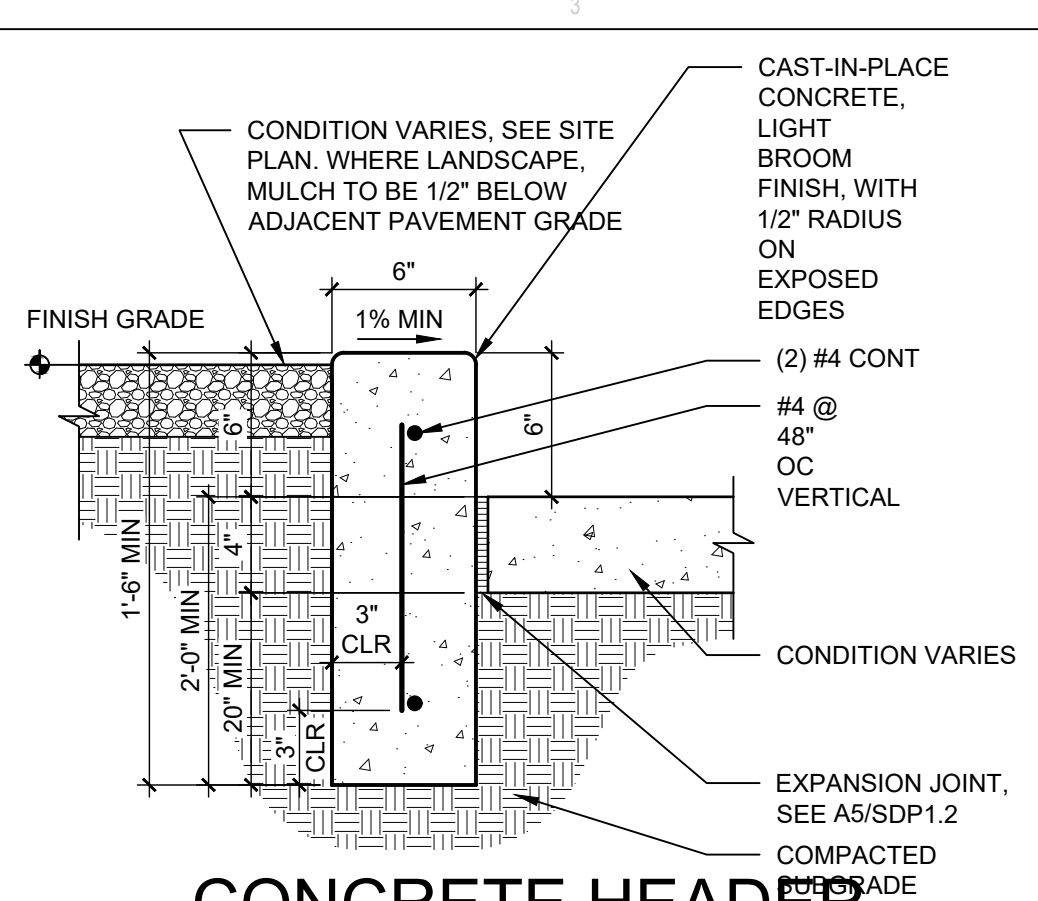 3
CAST-IN-PLACE
CONCRETE,
LIGHT
BROOM
FINISH, WITH
1/2" RADIUS
ON
EXPOSED
EDGES
CONDITION VARIES, SEE SITE
PLAN. WHERE LANDSCAPE,
MULCH TO BE 1/2" BELOW
ADJACENT PAVEMENT GRADE
6"
FINISH GRADE
1% MIN
(2) #4 CONT
#4 @
48"
OC
VERTICAL
6"
6"
4"
1'-6" MIN
2'-0" MIN
20" MIN
3"
CLR
3"
CLR
CONDITION VARIES
EXPANSION JOINT,
SEE A5/SDP1.2
COMPACTED
SUBGRADE
CONCRETE HEADER